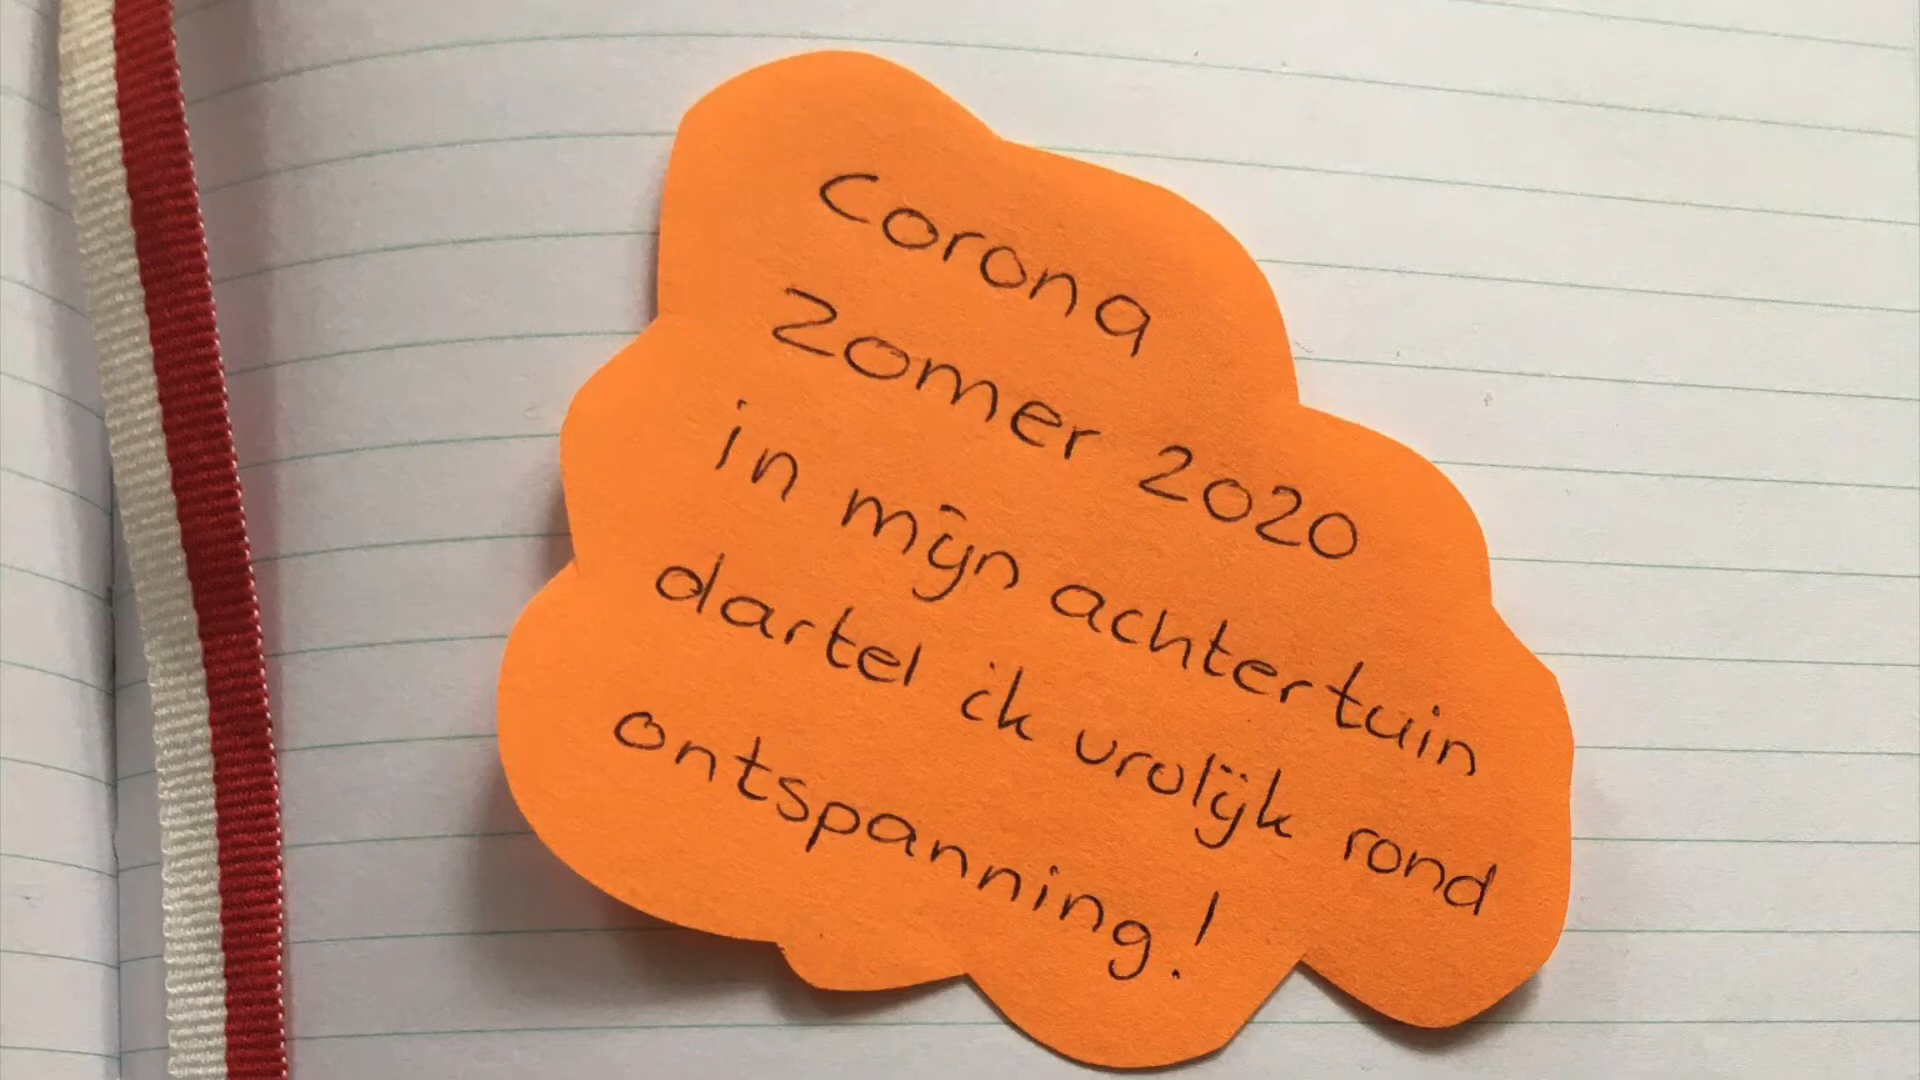 Corona
Zomer 2020
in mijn achtertuin
dartel ik vrolijk rond
ontspanning!